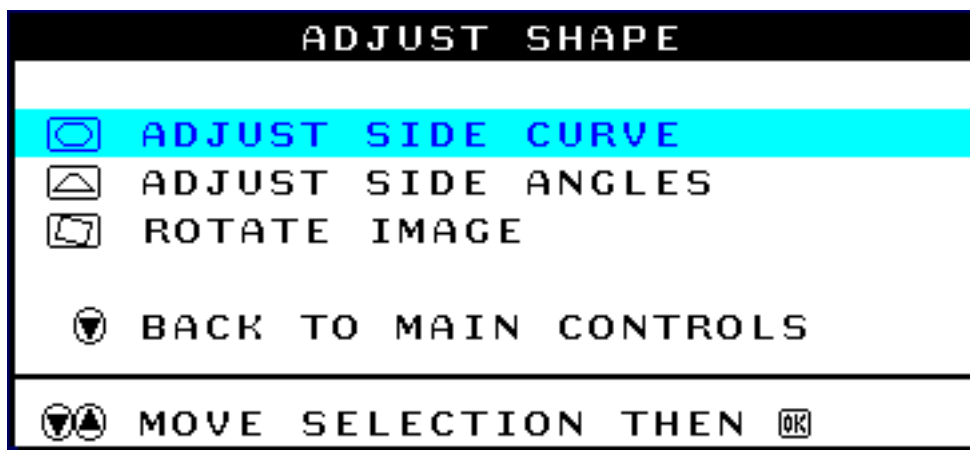 ADJUST SHAPE
ADJUST SIDE CURVE
ADJUST SIDE ANGLES
ROTATE IMAGE
BACK TO MAIN CONTROLS
MOVE SELECTION THEN OK